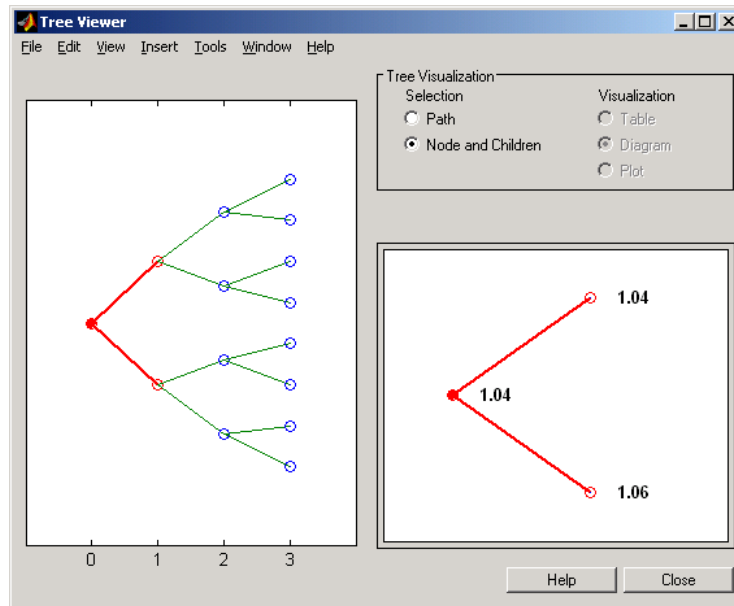 Tree Viewer
File Edit View Insert Tools Window Help
Tree Visualization
Selection
Path
Node and Children
Visualization
Table
Diagram
Plot
0 1 2 3
1.04
1.04
1.06
Help Close